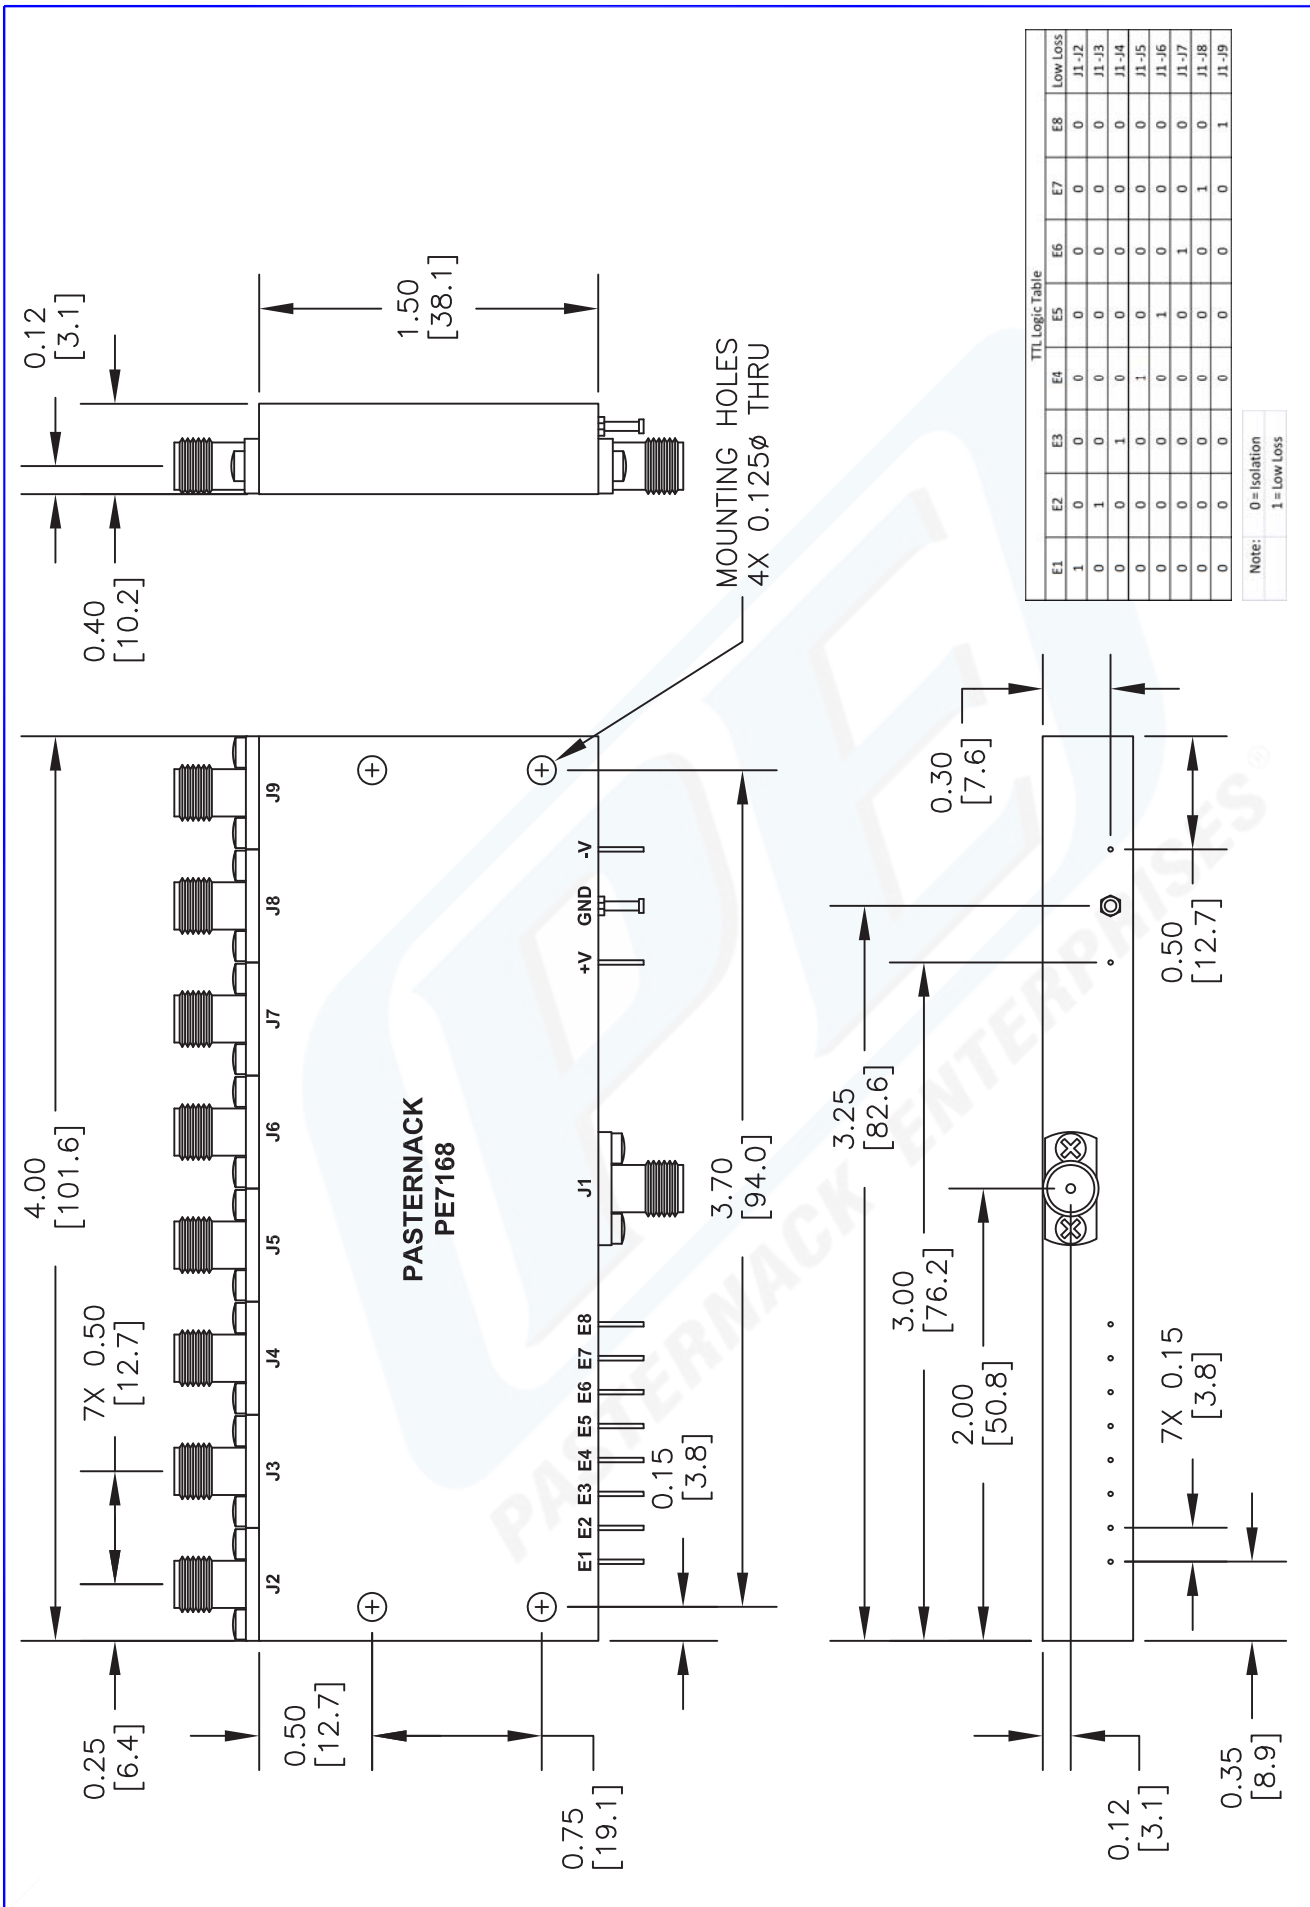 4.00
[101.6]
7X 0.50
[12.7]
0.25
[6.4]
0.40
[10.2]
0.12
[3.1]
J2 J3 J4 J5 J6 J7 J8 J9
PASTERNACK
PE7168
1.50
[38.1]
0.50
[12.7]
0.75
[19.1]
E1 E2 E3 E4 E5 E6 E7 E8 J1 +V GND -V
0.15
[3.8]
3.70
[94.0]
MOUNTING HOLES
4X 0.125ø THRU
3.25
[82.6]
3.00
[76.2]
2.00
[50.8]
0.30
[7.6]
0.12
[3.1]
0.35
[8.9]
7X 0.15
[3.8]
0.50
[12.7]
TTL Logic Table
E1 E2 E3 E4 E5 E6 E7 E8 Low Loss
1 0 0 0 0 0 0 0 J1-J2
0 1 0 0 0 0 0 0 J1-J3
0 0 1 0 0 0 0 0 J1-J4
0 0 0 1 0 0 0 0 J1-J5
0 0 0 0 1 0 0 0 J1-J6
0 0 0 0 0 1 0 0 J1-J7
0 0 0 0 0 0 1 0 J1-J8
0 0 0 0 0 0 0 1 J1-J9
Note: 0 = Isolation
1 = Low Loss
PE
PASTERNACK ENTERPRISES®